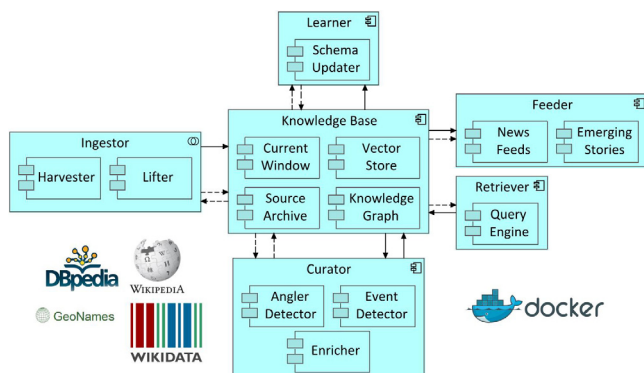 Learner
Schema
Updater
Knowledge Base
Current
Window
Vector
Store
Source
Archive
Knowledge
Graph
Ingestor
Harvester
Lifter
Feeder
News
Feeds
Emerging
Stories
Retriever
Query
Engine
Curator
Angler
Detector
Event
Detector
Enricher
DBpedia
WIKIPEDIA
GeoNames
WIKIDATA
docker